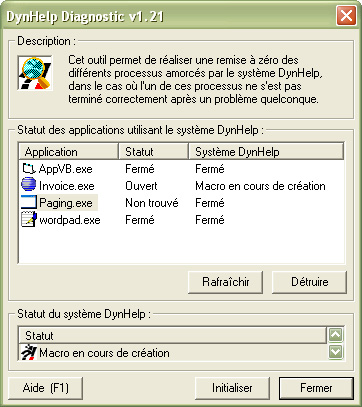 DynHelp Diagnostic v1.21
Description :
Cet outil permet de réaliser une remise à zéro des
différents processus amorcés par le système DynHelp,
dans le cas où l'un de ces processus ne s'est pas
terminé correctement après un problème quelconque.
Statut des applications utilisant le système DynHelp :
Application Statut Système DynHelp
AppVB.exe Fermé Fermé
Invoice.exe Ouvert Macro en cours de création
Paging.exe Non trouvé Fermé
wordpad.exe Fermé Fermé
Rafraîchir Détruire
Statut du système DynHelp :
Statut
Macro en cours de création
Aide (F1) Initialiser Fermer